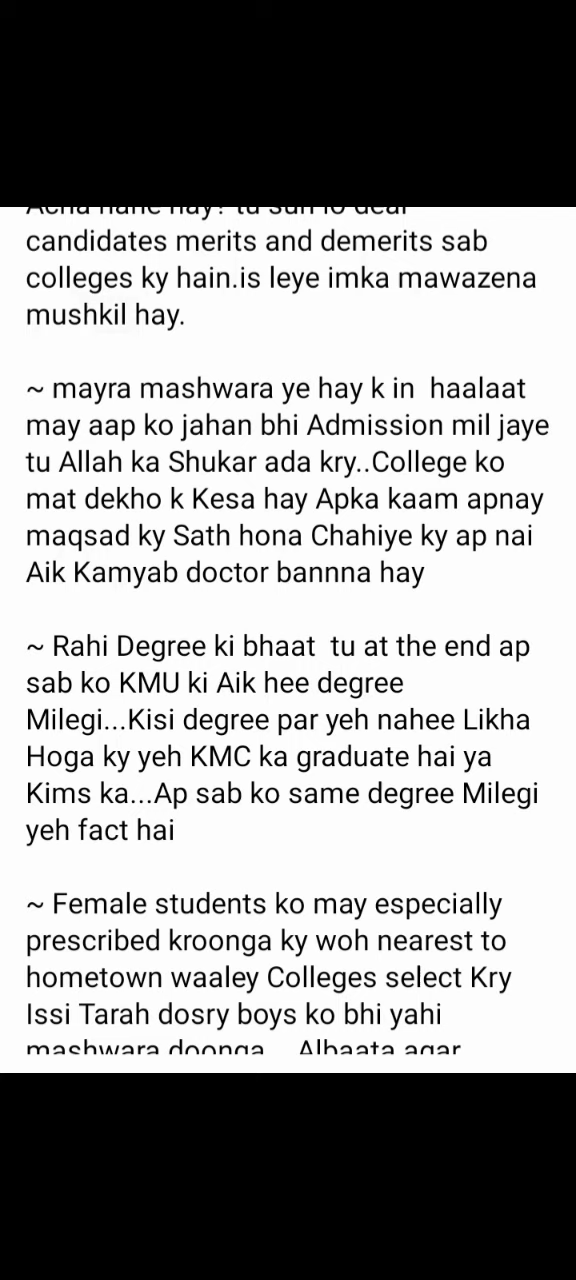 candidates merits and demerits sab
colleges ky hain.is leye imka mawazena
mushkil hay.
~ mayra mashwara ye hay k in  haalaat
may aap ko jahan bhi Admission mil jaye
tu Allah ka Shukar ada kry..College ko
mat dekho k Kesa hay Apka kaam apnay
maqsad ky Sath hona Chahiye ky ap nai
Aik Kamyab doctor bannna hay
~ Rahi Degree ki bhaat  tu at the end ap
sab ko KMU ki Aik hee degree
Milegi...Kisi degree par yeh nahee Likha
Hoga ky yeh KMC ka graduate hai ya
Kims ka...Ap sab ko same degree Milegi
yeh fact hai
~ Female students ko may especially
prescribed kroonga ky woh nearest to
hometown waaley Colleges select Kry
Issi Tarah dosry boys ko bhi yahi
mashwara doonga    Albaata agar